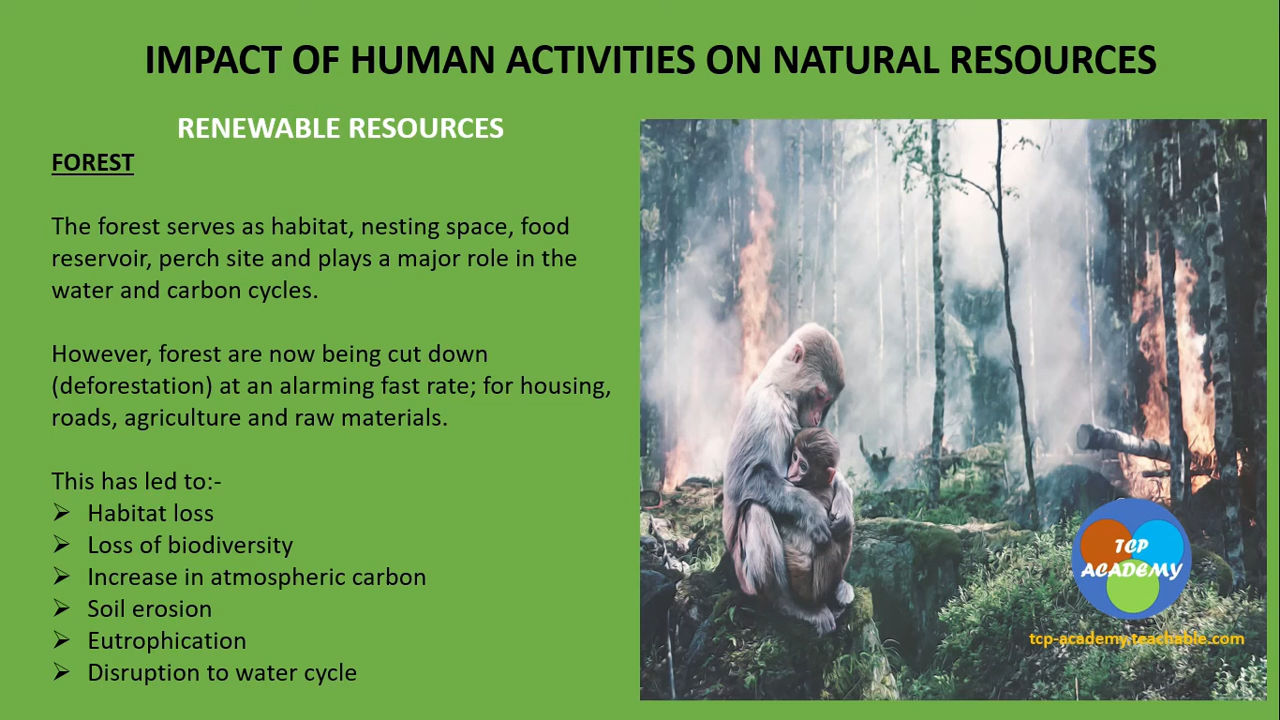 IMPACT OF HUMAN ACTIVITIES ON NATURAL RESOURCES
RENEWABLE RESOURCES
FOREST
The forest serves as habitat, nesting space, food
reservoir, perch site and plays a major role in the
water and carbon cycles.
However, forest are now being cut down
(deforestation) at an alarming fast rate; for housing,
roads, agriculture and raw materials.
This has led to:-
➢ Habitat loss
➢ Loss of biodiversity
➢ Increase in atmospheric carbon
➢ Soil erosion
➢ Eutrophication
➢ Disruption to water cycle
TCP
ACADEMY
tcp-academy.teachable.com